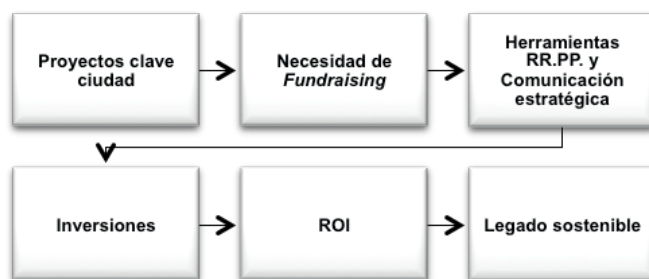 Proyectos clave
ciudad
Necesidad de
Fundraising
Herramientas
RR.PP. y
Comunicación
estratégica
Inversiones
ROI
Legado sostenible